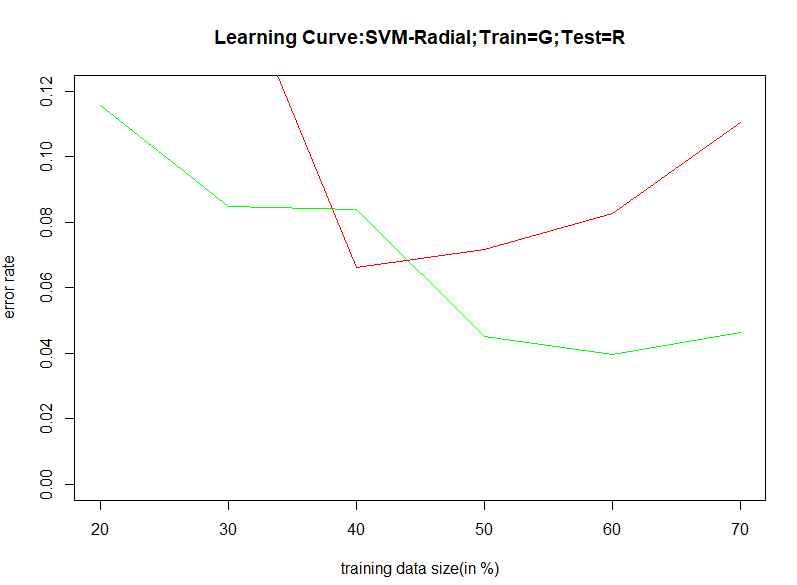 Learning Curve:SVM-Radial;Train=G;Test=R
error rate
0.12
0.10
0.08
0.06
0.04
0.02
0.00
20 30 40 50 60 70
training data size(in %)